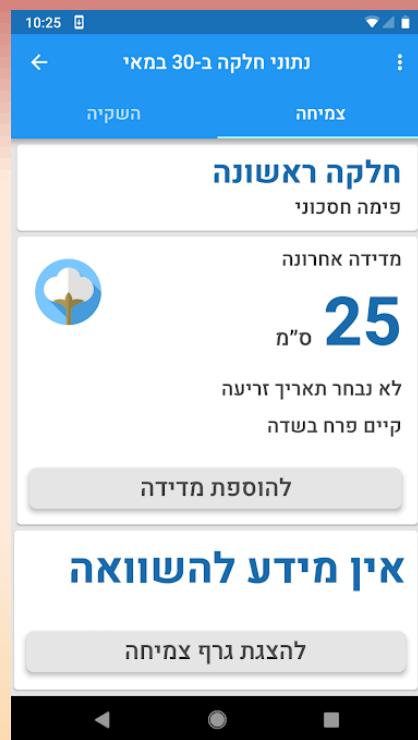 10:25
נתוני חלקה ב-30 במאי
צמיחה
השקיה
חלקה ראשונה
פימה חסכוני
מדידה אחרונה
25 ס״מ
לא נבחר תאריך זריעה
קיים פרח בשדה
להוספת מדידה
אין מידע להשוואה
להצגת גרף צמיחה